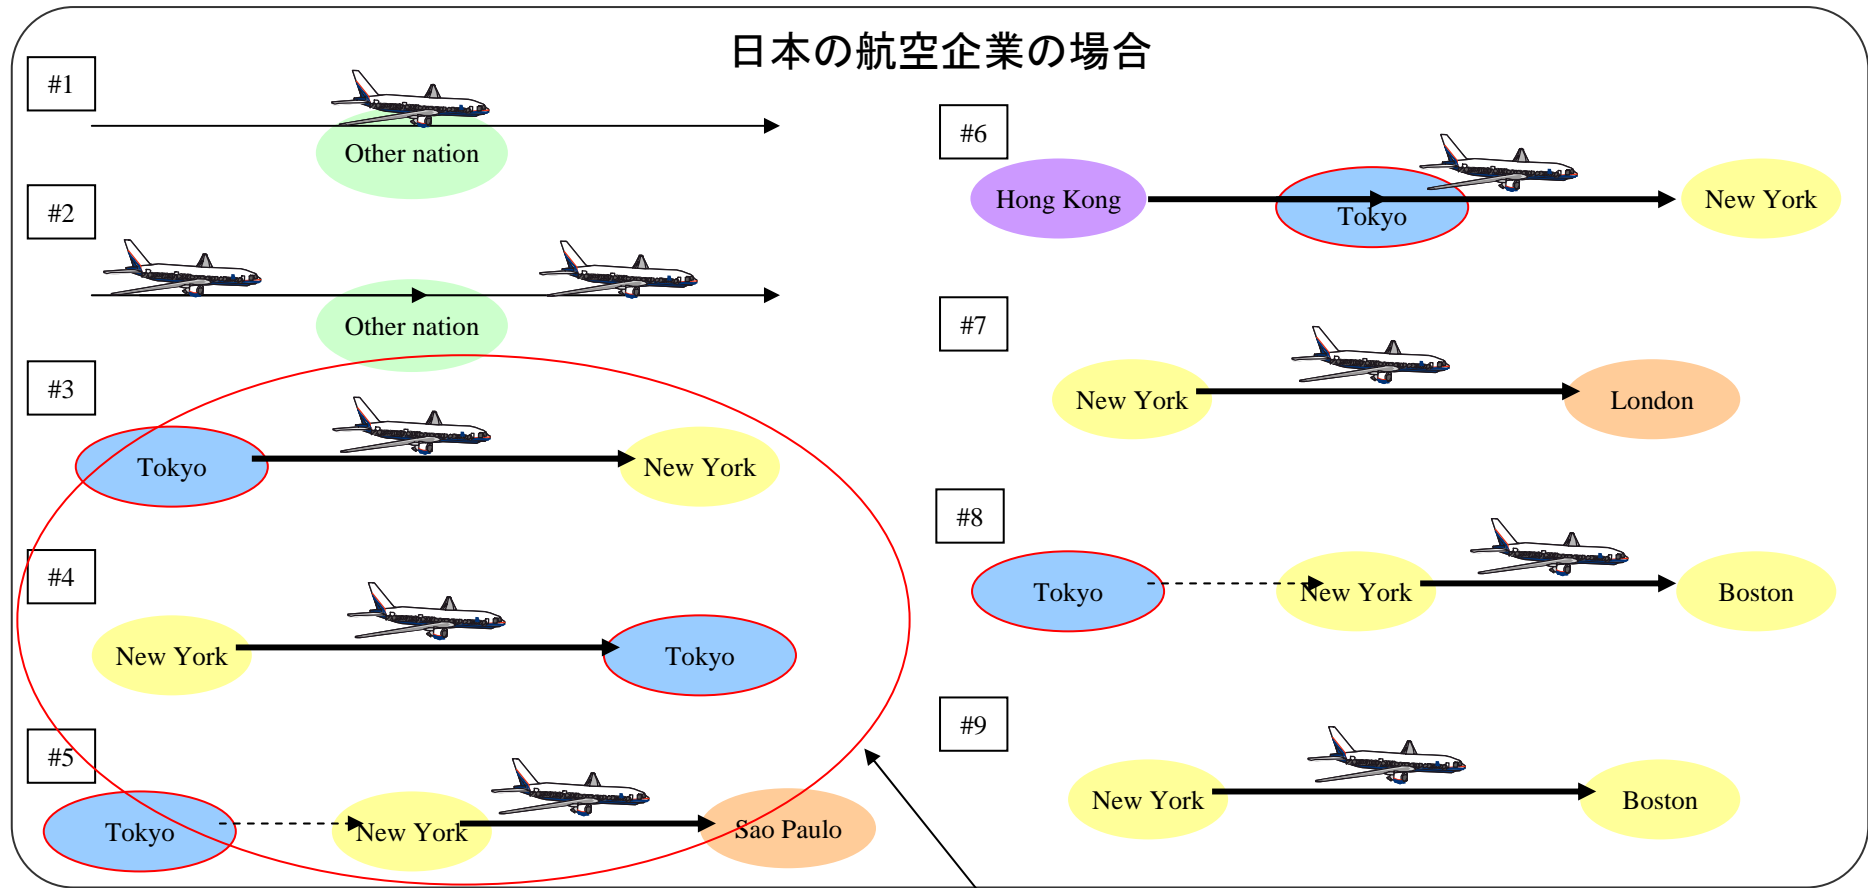 日本の航空企業の場合
#1
Other nation
#2
Other nation
#3
Tokyo
New York
#4
New York
Tokyo
#5
Tokyo
New York
Sao Paulo
#6
Hong Kong
Tokyo
New York
#7
New York
London
#8
Tokyo
New York
Boston
#9
New York
Boston